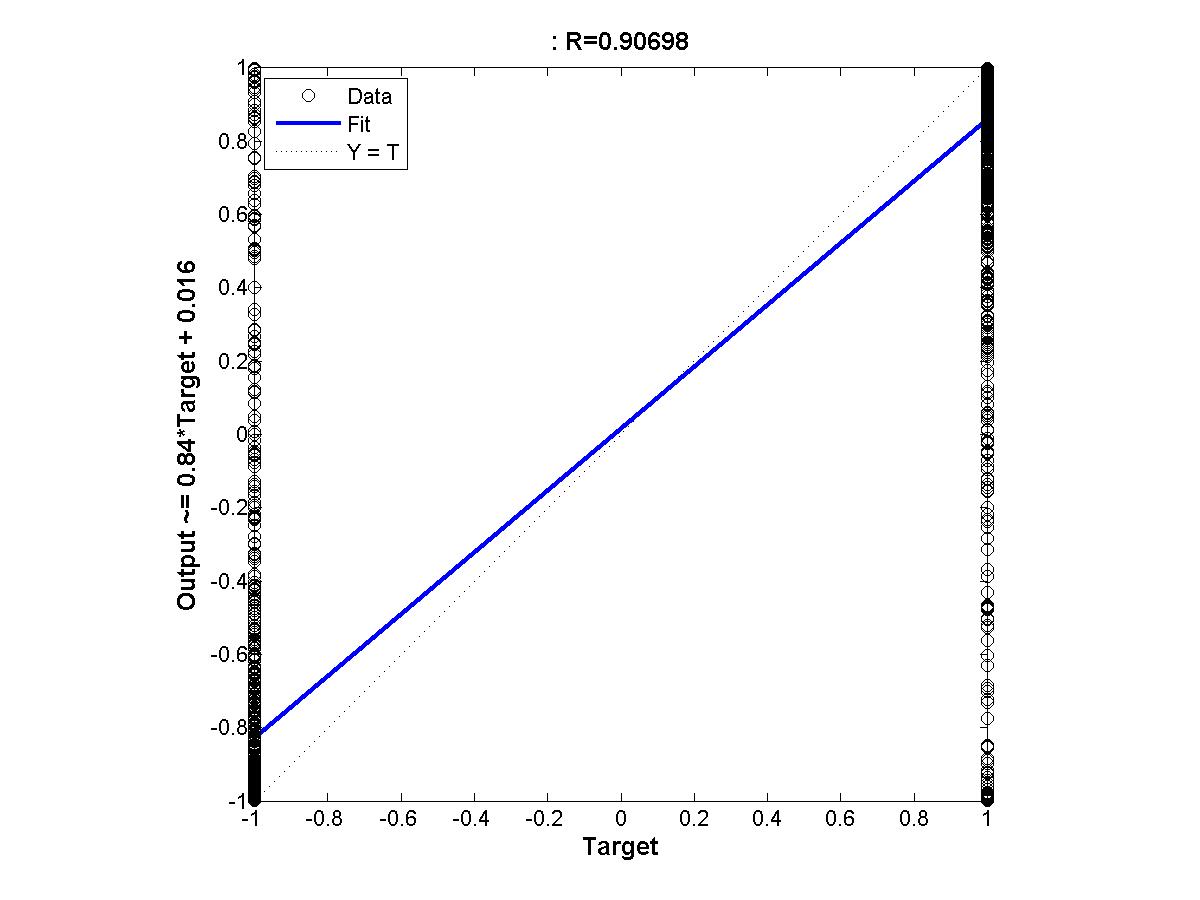 : R=0.90698
Data
Fit
Y = T
Output ~= 0.84*Target + 0.016
1
0.8
0.6
0.4
0.2
0
-0.2
-0.4
-0.6
-0.8
-1
-1 -0.8 -0.6 -0.4 -0.2 0 0.2 0.4 0.6 0.8 1
Target